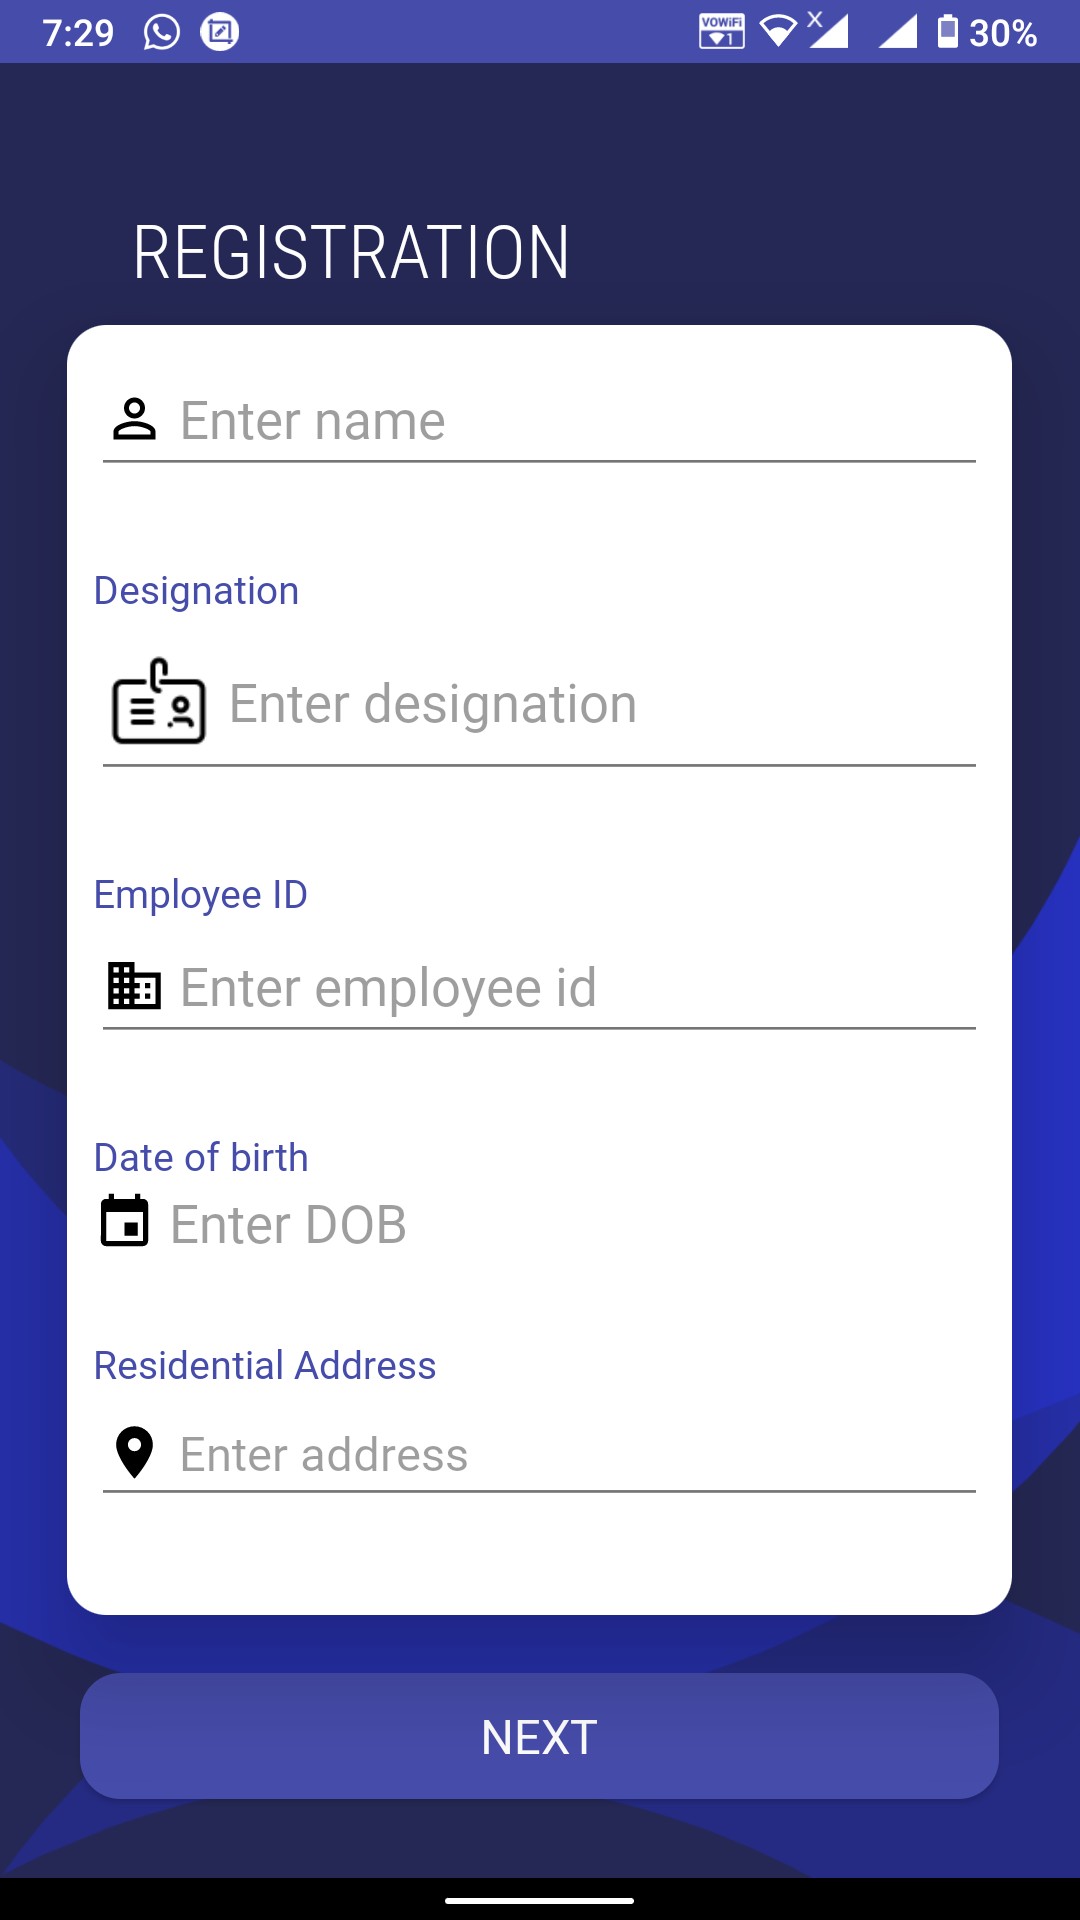 7:29
VOWiFi
1
X
30%
REGISTRATION
Enter name
Designation
Enter designation
Employee ID
Enter employee id
Date of birth
Enter DOB
Residential Address
Enter address
NEXT